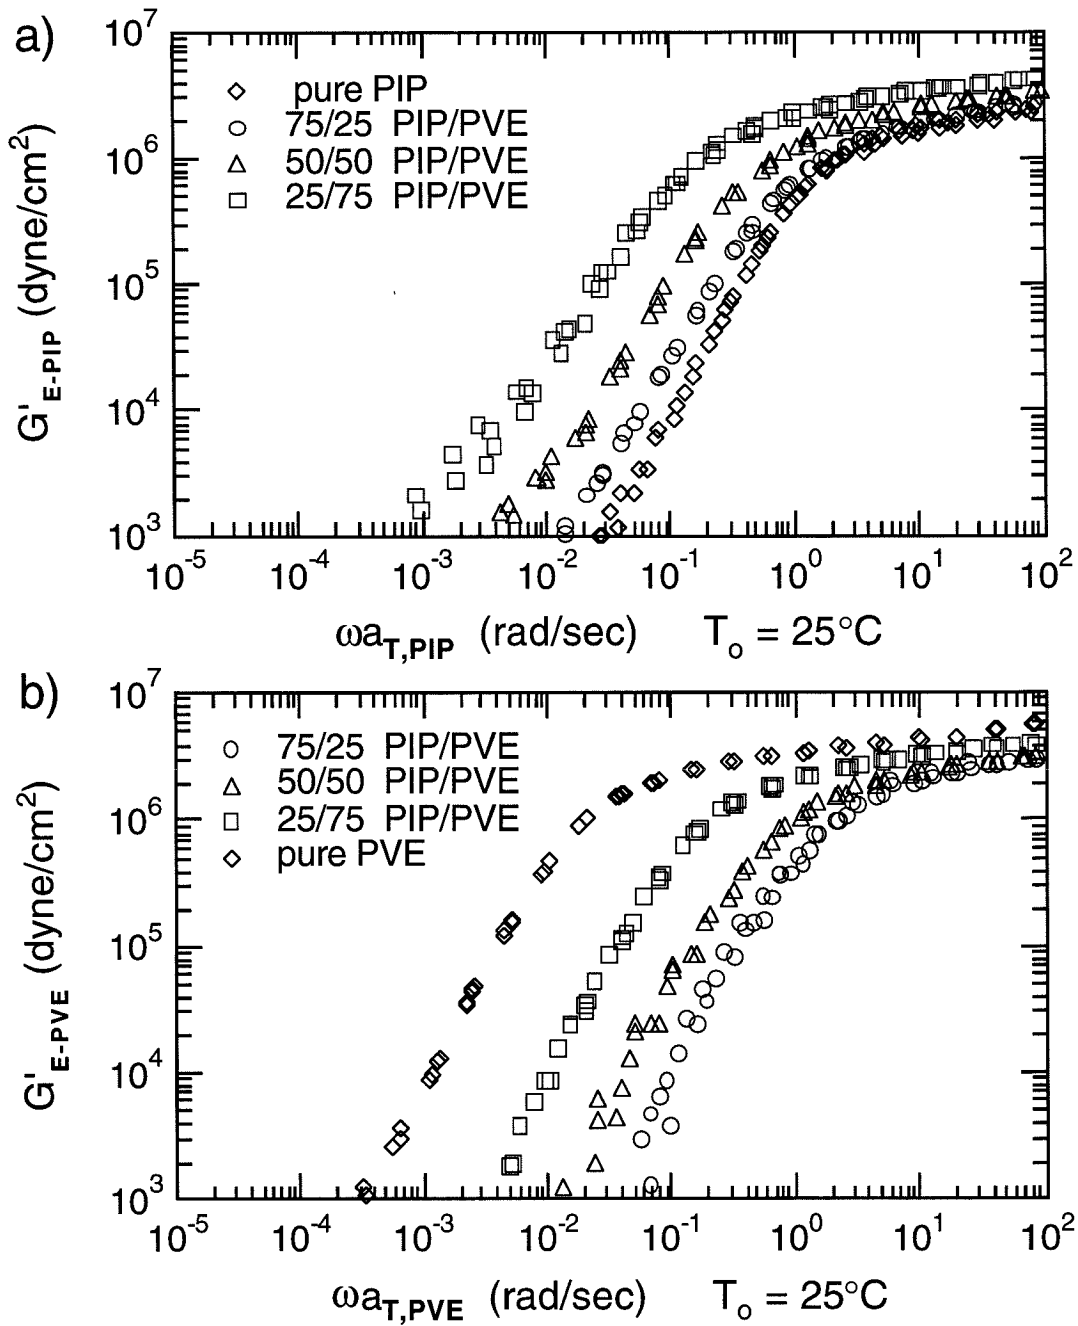 a)
10⁷
pure PIP
75/25 PIP/PVE
50/50 PIP/PVE
25/75 PIP/PVE
10⁶
10⁵
10⁴
10³
G'E-PIP (dyne/cm²)
10⁻⁵ 10⁻⁴ 10⁻³ 10⁻² 10⁻¹ 10⁰ 10¹ 10²
ωaT,PIP (rad/sec) To = 25°C
b)
10⁷
75/25 PIP/PVE
50/50 PIP/PVE
25/75 PIP/PVE
pure PVE
10⁶
10⁵
10⁴
10³
G'E-PVE (dyne/cm²)
10⁻⁵ 10⁻⁴ 10⁻³ 10⁻² 10⁻¹ 10⁰ 10¹ 10²
ωaT,PVE (rad/sec) To = 25°C